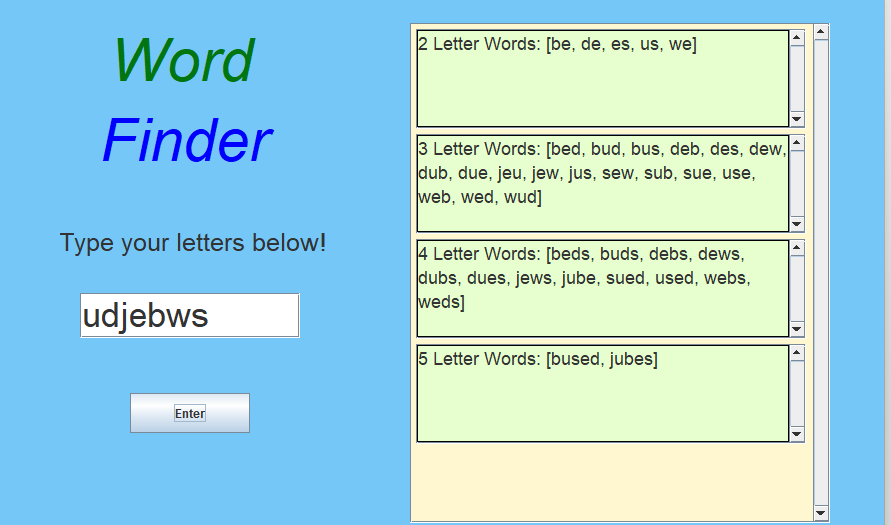 Word
Finder
Type your letters below!
udjebws
Enter
2 Letter Words: [be, de, es, us, we]
3 Letter Words: [bed, bud, bus, deb, des, dew,
dub, due, jeu, jew, jus, sew, sub, sue, use,
web, wed, wud]
4 Letter Words: [beds, buds, debs, dews,
dubs, dues, jews, jube, sued, used, webs,
weds]
5 Letter Words: [bused, jubes]